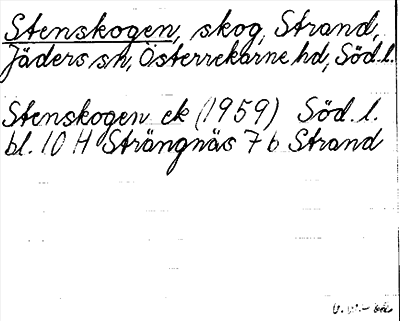 Stenskogen, skog, Strand,
Jäders sn, Österrekarne hd, Söd.l.
Stenskogen ek (1959) Söd. l.
bl. 10 H Strängnäs 7 b Strand